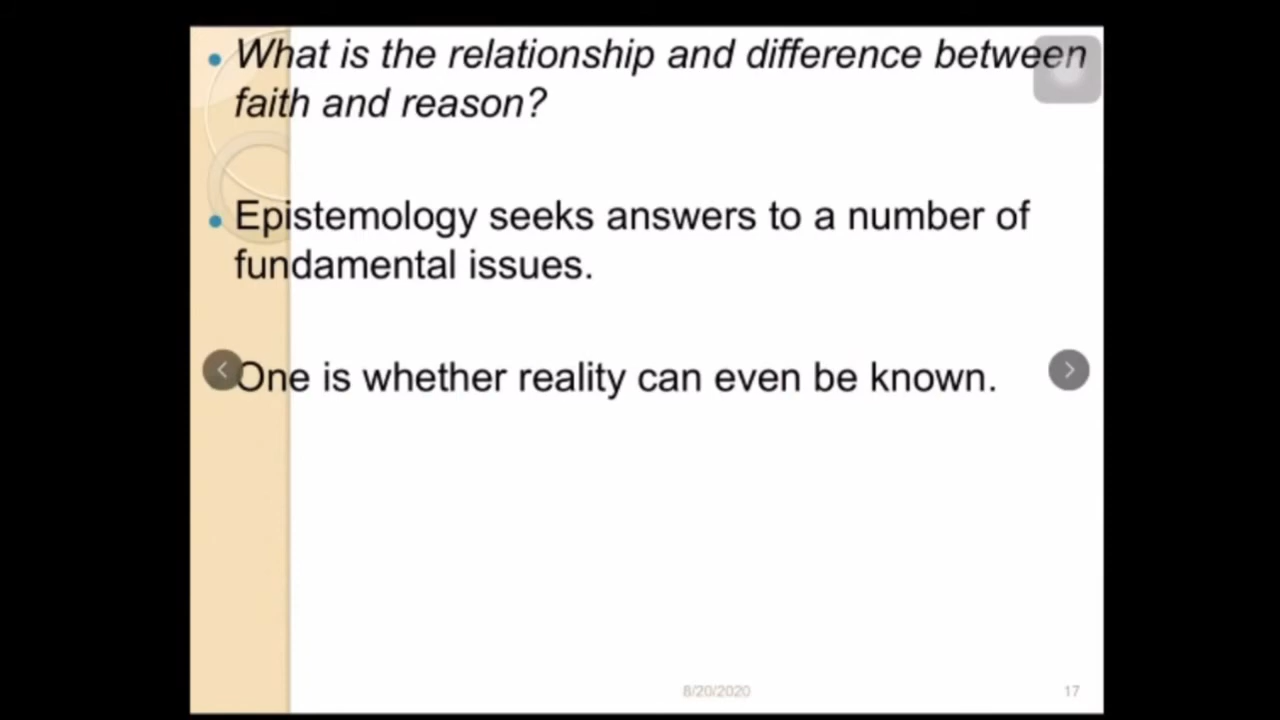 What is the relationship and difference between
faith and reason?
Epistemology seeks answers to a number of
fundamental issues.
One is whether reality can even be known.
8/20/2020
17